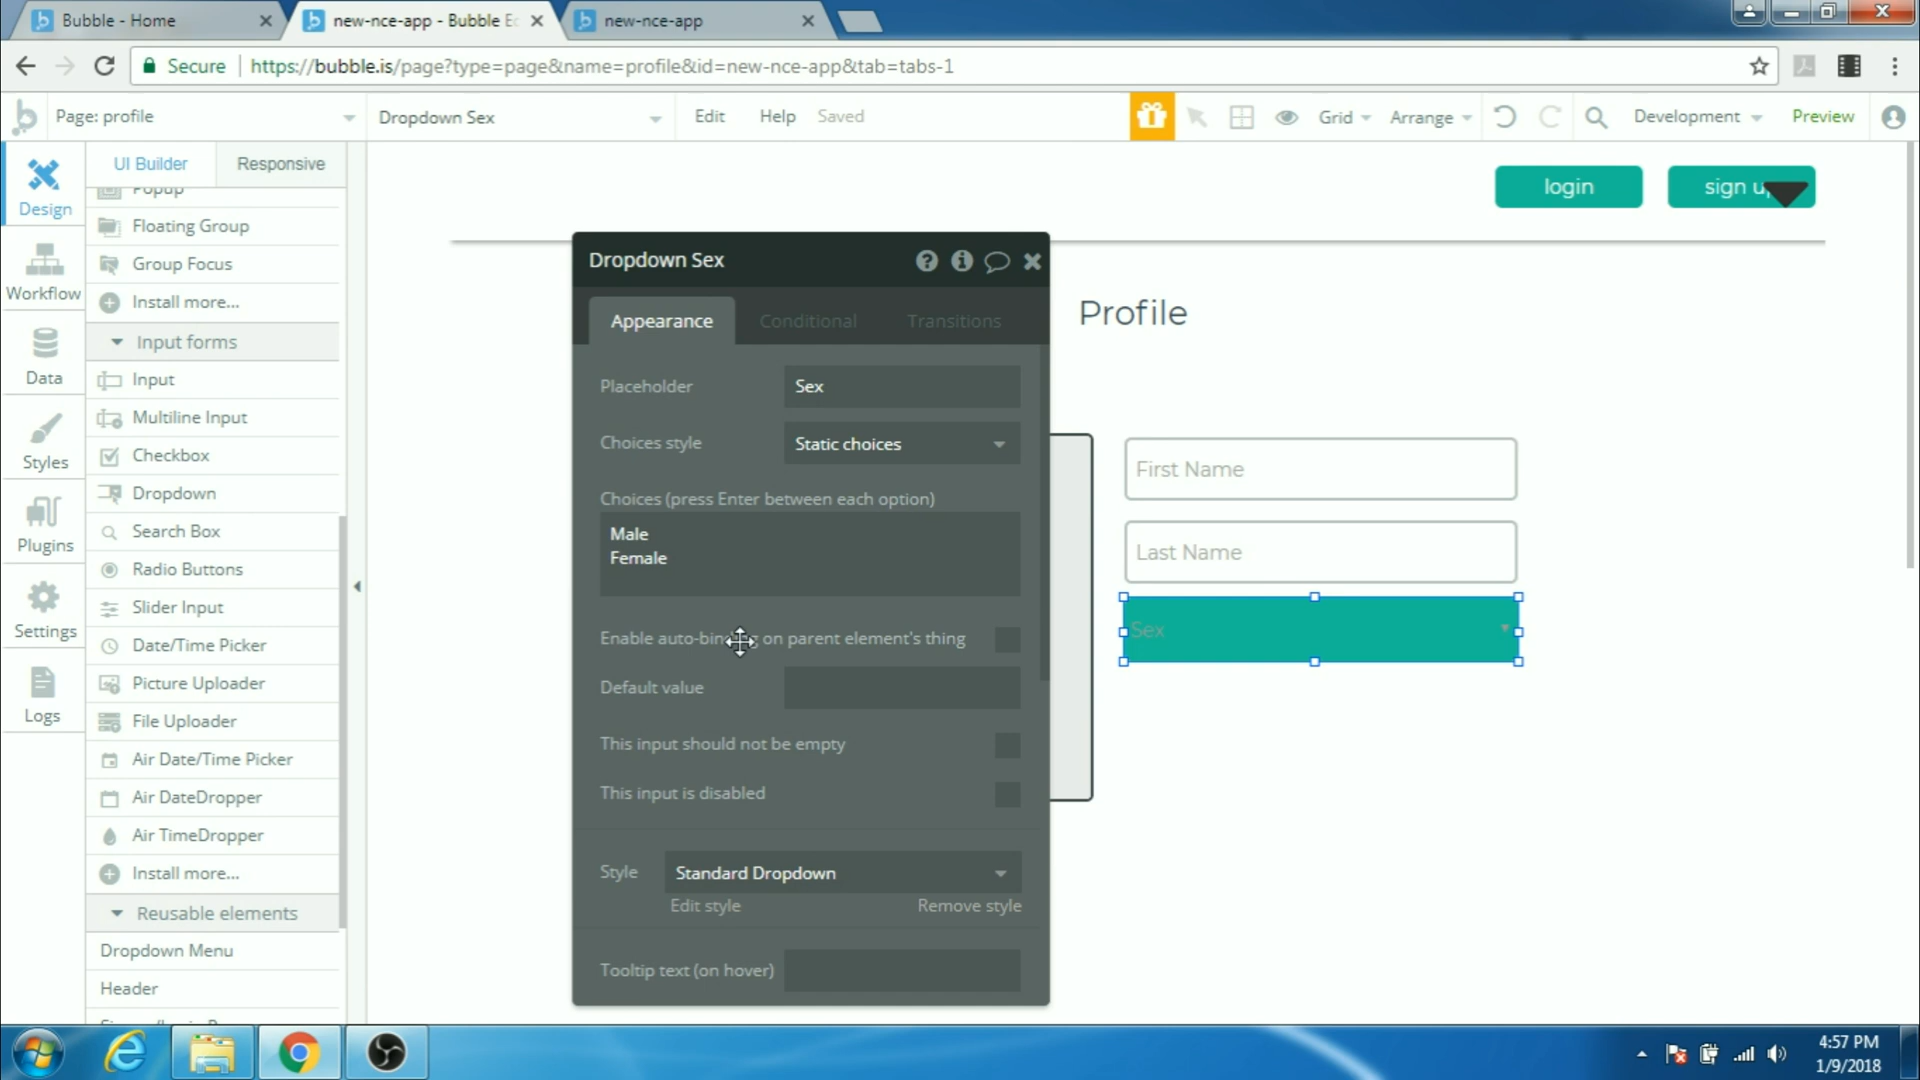 Bubble - Home
new-nce-app - Bubble Ed
new-nce-app
Secure
https://bubble.is/page?type=page&name=profile&id=new-nce-app&tab=tabs-1
Page: profile
Dropdown Sex
Edit
Help
Saved
Grid
Arrange
Development
Preview
Design
Workflow
Data
Styles
Plugins
Settings
Logs
UI Builder
Responsive
Popup
Floating Group
Group Focus
Install more...
Input forms
Input
Multiline Input
Checkbox
Dropdown
Search Box
Radio Buttons
Slider Input
Date/Time Picker
Picture Uploader
File Uploader
Air Date/Time Picker
Air DateDropper
Air TimeDropper
Install more...
Reusable elements
Dropdown Menu
Header
Dropdown Sex
Appearance
Conditional
Transitions
Placeholder
Sex
Choices style
Static choices
Choices (press Enter between each option)
Male
Female
Enable auto-binding on parent element's thing
Default value
This input should not be empty
This input is disabled
Style
Standard Dropdown
Edit style
Remove style
Tooltip text (on hover)
login
sign u
Profile
First Name
Last Name
Sex
4:57 PM
1/9/2018